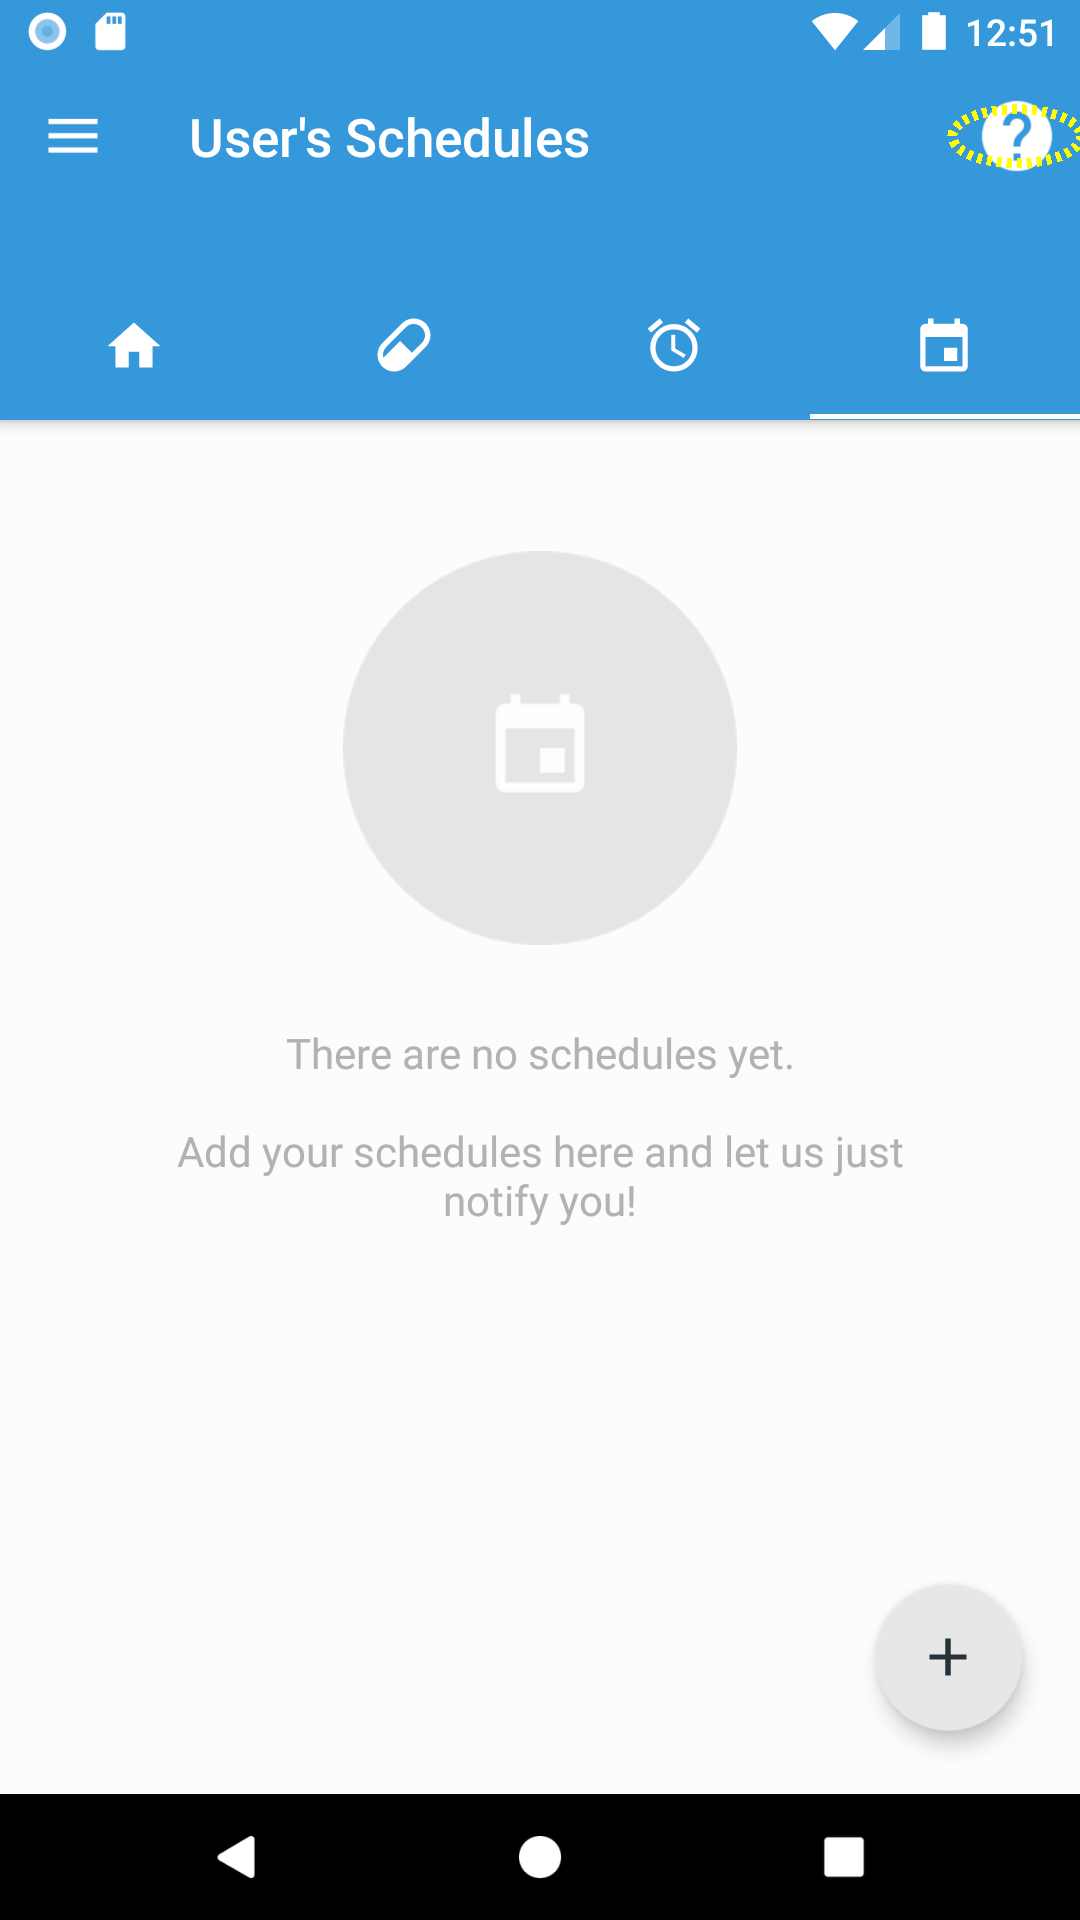 12:51
User's Schedules
There are no schedules yet.
Add your schedules here and let us just
notify you!